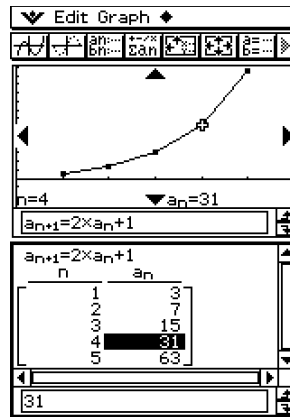 Edit Graph
n=4 aₙ=31
aₙ₊₁=2×aₙ+1
aₙ₊₁=2×aₙ+1
n aₙ
1 3
2 7
3 15
4 31
5 63
31